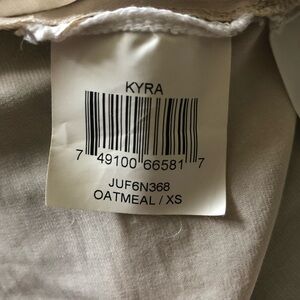 KYRA
7 49100 66581 7
JUF6N368
OATMEAL / XS